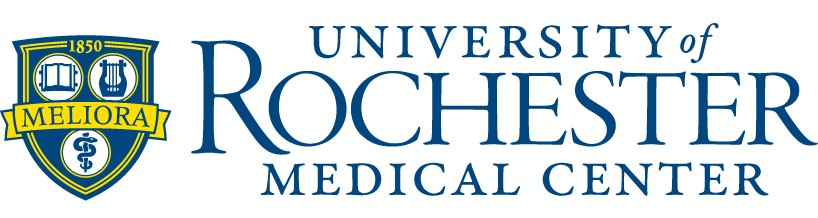 1850
MELIORA
UNIVERSITY of
ROCHESTER
MEDICAL CENTER